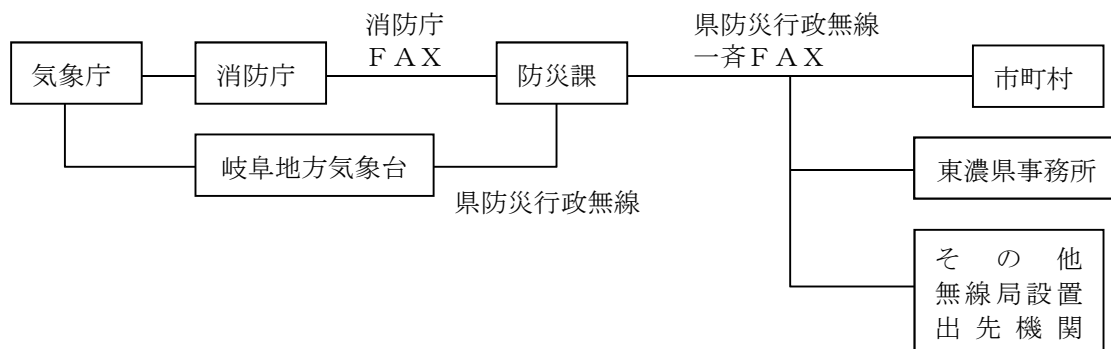 消防庁
ＦＡＸ
県防災行政無線
一斉ＦＡＸ
気象庁
消防庁
防災課
市町村
岐阜地方気象台
県防災行政無線
東濃県事務所
その他
無線局設置
出先機関